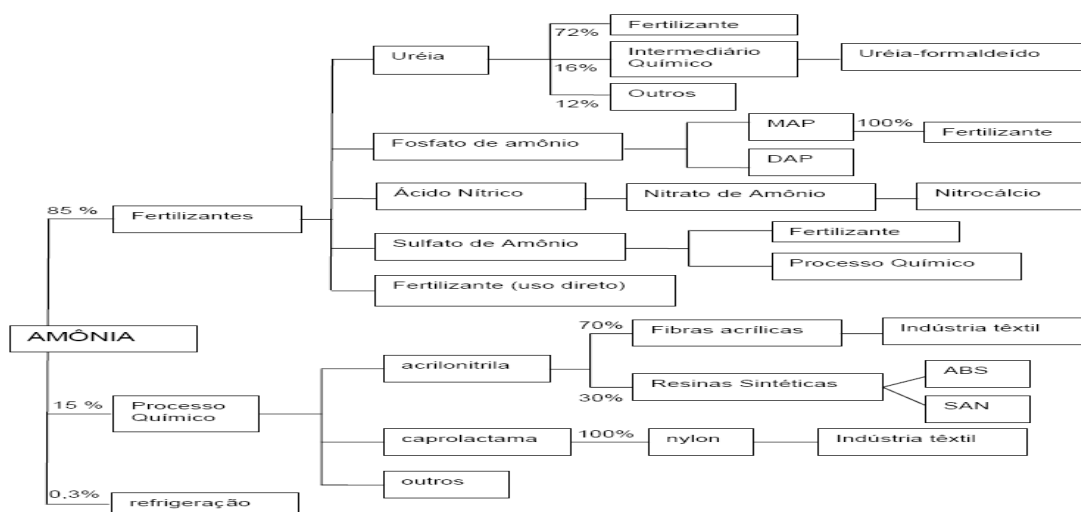 72%
Fertilizante
Uréia
16%
Intermediário
Químico
Uréia-formaldeído
12%
Outros
Fosfato de amônio
MAP
100%
Fertilizante
DAP
85 %
Fertilizantes
Ácido Nítrico
Nitrato de Amônio
Nitrocálcio
Sulfato de Amônio
Fertilizante
Processo Químico
Fertilizante (uso direto)
AMÔNIA
15 %
Processo
Químico
acrilonitrila
70%
Fibras acrílicas
Indústria têxtil
30%
Resinas Sintéticas
ABS
SAN
caprolactama
100%
nylon
Indústria têxtil
outros
0,3%
refrigeração